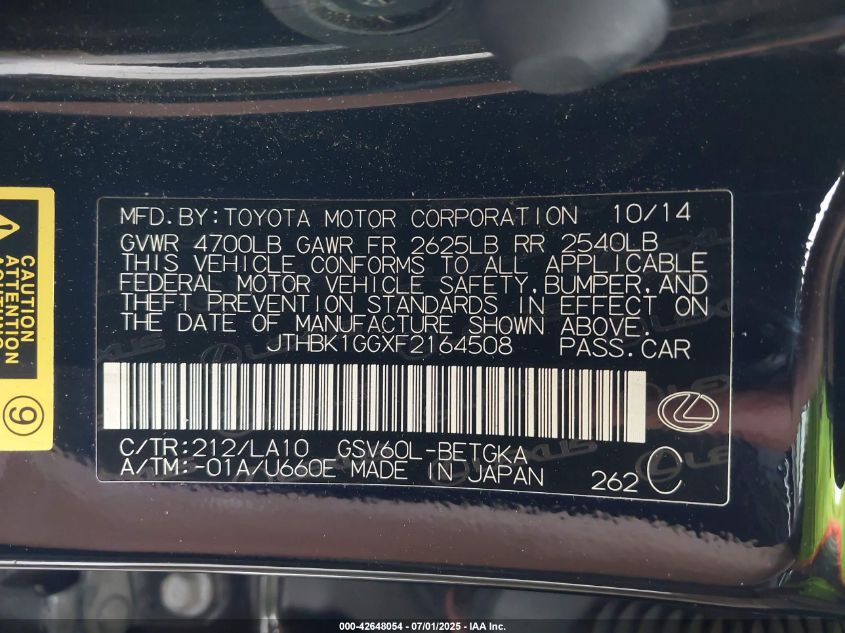 MFD.BY:TOYOTA MOTOR CORPORATION 10/14
GVWR 4700LB GAWR FR 2625LB RR 2540LB
THIS VEHICLE CONFORMS TO ALL APPLICABLE
FEDERAL MOTOR VEHICLE SAFETY,BUMPER,AND
THEFT PREVENTION STANDARDS IN EFFECT ON
THE DATE OF MANUFACTURE SHOWN ABOVE.
JTHBK1GGXF2164508 PASS.CAR
C/TR:212/LA10 GSV60L-BETGKA
A/TM:-01A/U660E MADE IN JAPAN 262 C
CAUTION
ATTENTION
9
000-42648054 - 07/01/2025 - IAA Inc.